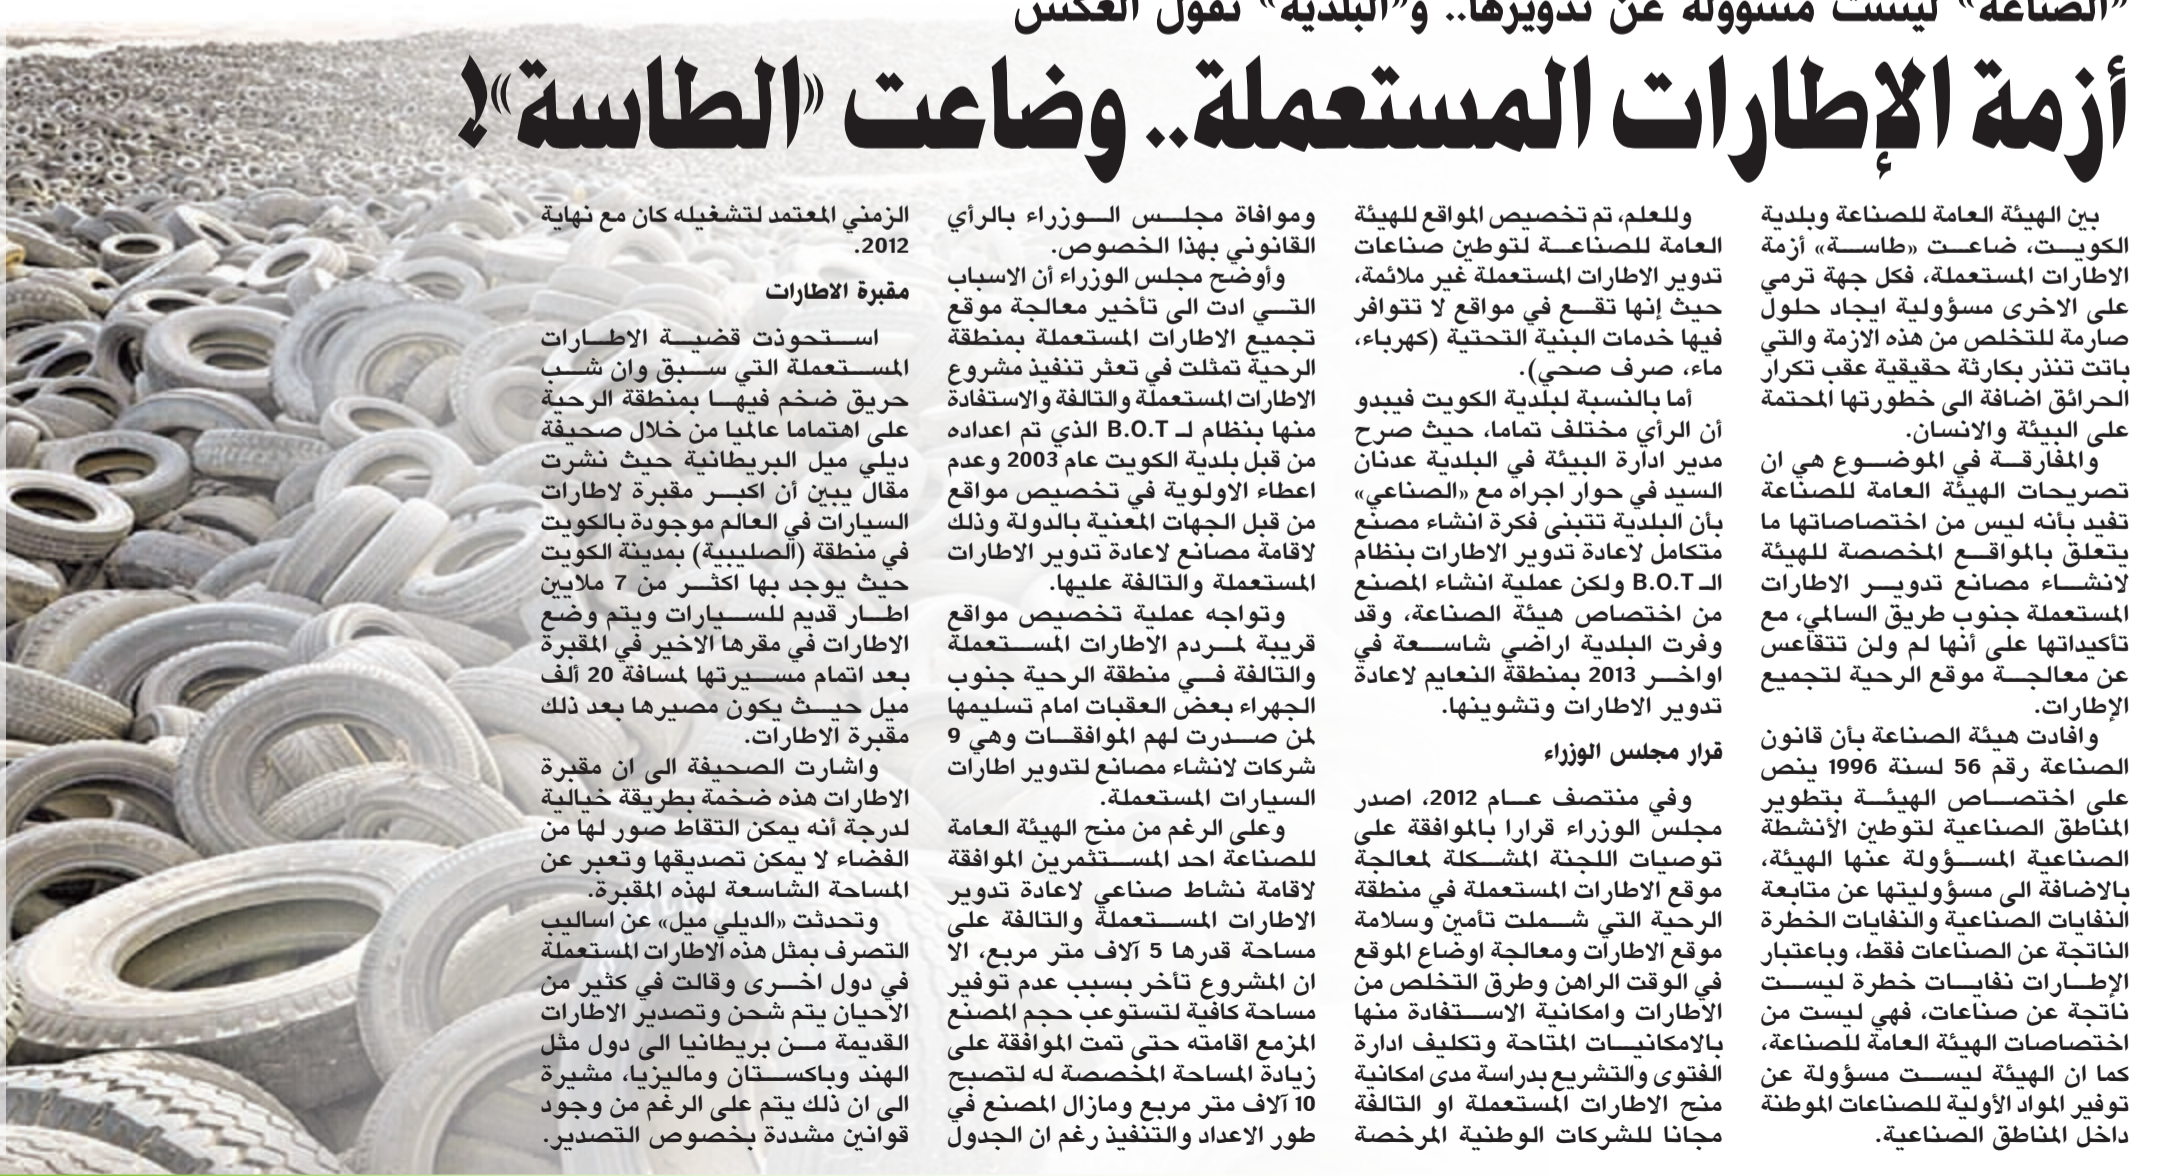 «الصناعة» ليست مسؤولة عن تدويرها.. و«البلدية» تقول العكس
أزمة الإطارات المستعملة.. وضاعت «الطاسة»!
بين الهيئة العامة للصناعة وبلدية
الكويت، ضاعت «طاسة» أزمة
الاطارات المستعملة، فكل جهة ترمي
على الاخرى مسؤولية ايجاد حلول
صارمة للتخلص من هذه الازمة والتي
باتت تنذر بكارثة حقيقية عقب تكرار
الحرائق اضافة الى خطورتها المحتمة
على البيئة والانسان.
والمفارقة في الموضوع هي ان
تصريحات الهيئة العامة للصناعة
تفيد بأنه ليس من اختصاصاتها ما
يتعلق بالمواقع المخصصة للهيئة
لانشاء مصانع تدوير الاطارات
المستعملة جنوب طريق السالمي، مع
تأكيداتها على أنها لم ولن تتقاعس
عن معالجة موقع الرحية لتجميع
الإطارات.
وافادت هيئة الصناعة بأن قانون
الصناعة رقم 56 لسنة 1996 ينص
على اختصاص الهيئة بتطوير
المناطق الصناعية لتوطين الأنشطة
الصناعية المسؤولة عنها الهيئة،
بالاضافة الى مسؤوليتها عن متابعة
النفايات الصناعية والنفايات الخطرة
الناتجة عن الصناعات فقط، وباعتبار
الإطارات نفايات خطرة ليست
ناتجة عن صناعات، فهي ليست من
اختصاصات الهيئة العامة للصناعة،
كما ان الهيئة ليست مسؤولة عن
توفير المواد الأولية للصناعات الموطنة
داخل المناطق الصناعية.
وللعلم، تم تخصيص المواقع للهيئة
العامة للصناعة لتوطين صناعات
تدوير الاطارات المستعملة غير ملائمة،
حيث إنها تقع في مواقع لا تتوافر
فيها خدمات البنية التحتية (كهرباء،
ماء، صرف صحي).
أما بالنسبة لبلدية الكويت فيبدو
أن الرأي مختلف تماما، حيث صرح
مدير ادارة البيئة في البلدية عدنان
السيد في حوار اجراه مع «الصناعي»
بأن البلدية تتبنى فكرة انشاء مصنع
متكامل لاعادة تدوير الاطارات بنظام
الـ B.O.T ولكن عملية انشاء المصنع
من اختصاص هيئة الصناعة، وقد
وفرت البلدية اراضي شاسعة في
اواخر 2013 بمنطقة النعايم لاعادة
تدوير الاطارات وتشوينها.
قرار مجلس الوزراء
وفي منتصف عام 2012، اصدر
مجلس الوزراء قرارا بالموافقة على
توصيات اللجنة المشكلة لمعالجة
موقع الاطارات المستعملة في منطقة
الرحية التي شملت تأمين وسلامة
موقع الاطارات ومعالجة اوضاع الموقع
في الوقت الراهن وطرق التخلص من
الاطارات وامكانية الاستفادة منها
بالامكانيات المتاحة وتكليف ادارة
الفتوى والتشريع بدراسة مدى امكانية
منح الاطارات المستعملة او التالفة
مجانا للشركات الوطنية المرخصة
وموافاة مجلس الوزراء بالرأي
القانوني بهذا الخصوص.
وأوضح مجلس الوزراء أن الاسباب
التي ادت الى تأخير معالجة موقع
تجميع الاطارات المستعملة بمنطقة
الرحية تمثلت في تعثر تنفيذ مشروع
الاطارات المستعملة والتالفة والاستفادة
منها بنظام لـ B.O.T الذي تم اعداده
من قبل بلدية الكويت عام 2003 وعدم
اعطاء الاولوية في تخصيص مواقع
من قبل الجهات المعنية بالدولة وذلك
لاقامة مصانع لاعادة تدوير الاطارات
المستعملة والتالفة عليها.
وتواجه عملية تخصيص مواقع
قريبة لمردم الاطارات المستعملة
والتالفة في منطقة الرحية جنوب
الجهراء بعض العقبات امام تسليمها
لمن صدرت لهم الموافقات وهي 9
شركات لانشاء مصانع لتدوير اطارات
السيارات المستعملة.
وعلى الرغم من منح الهيئة العامة
للصناعة احد المستثمرين الموافقة
لاقامة نشاط صناعي لاعادة تدوير
الاطارات المستعملة والتالفة على
مساحة قدرها 5 آلاف متر مربع، الا
ان المشروع تأخر بسبب عدم توفير
مساحة كافية لتستوعب حجم المصنع
المزمع اقامته حتى تمت الموافقة على
زيادة المساحة المخصصة له لتصبح
10 آلاف متر مربع ومازال المصنع في
طور الاعداد والتنفيذ رغم ان الجدول
الزمني المعتمد لتشغيله كان مع نهاية
2012.
مقبرة الاطارات
استحوذت قضية الاطارات
المستعملة التي سبق وان شب
حريق ضخم فيها بمنطقة الرحية
على اهتماما عالميا من خلال صحيفة
ديلي ميل البريطانية حيث نشرت
مقال يبين أن اكبر مقبرة لاطارات
السيارات في العالم موجودة بالكويت
في منطقة (الصليبية) بمدينة الكويت
حيث يوجد بها اكثر من 7 ملايين
اطار قديم للسيارات ويتم وضع
الاطارات في مقرها الاخير في المقبرة
بعد اتمام مسيرتها لمسافة 20 ألف
ميل حيث يكون مصيرها بعد ذلك
مقبرة الاطارات.
واشارت الصحيفة الى ان مقبرة
الاطارات هذه ضخمة بطريقة خيالية
لدرجة أنه يمكن التقاط صور لها من
الفضاء لا يمكن تصديقها وتعبر عن
المساحة الشاسعة لهذه المقبرة.
وتحدثت «الديلي ميل» عن اساليب
التصرف بمثل هذه الاطارات المستعملة
في دول اخرى وقالت في كثير من
الاحيان يتم شحن وتصدير الاطارات
القديمة من بريطانيا الى دول مثل
الهند وباكستان وماليزيا، مشيرة
الى ان ذلك يتم على الرغم من وجود
قوانين مشددة بخصوص التصدير.